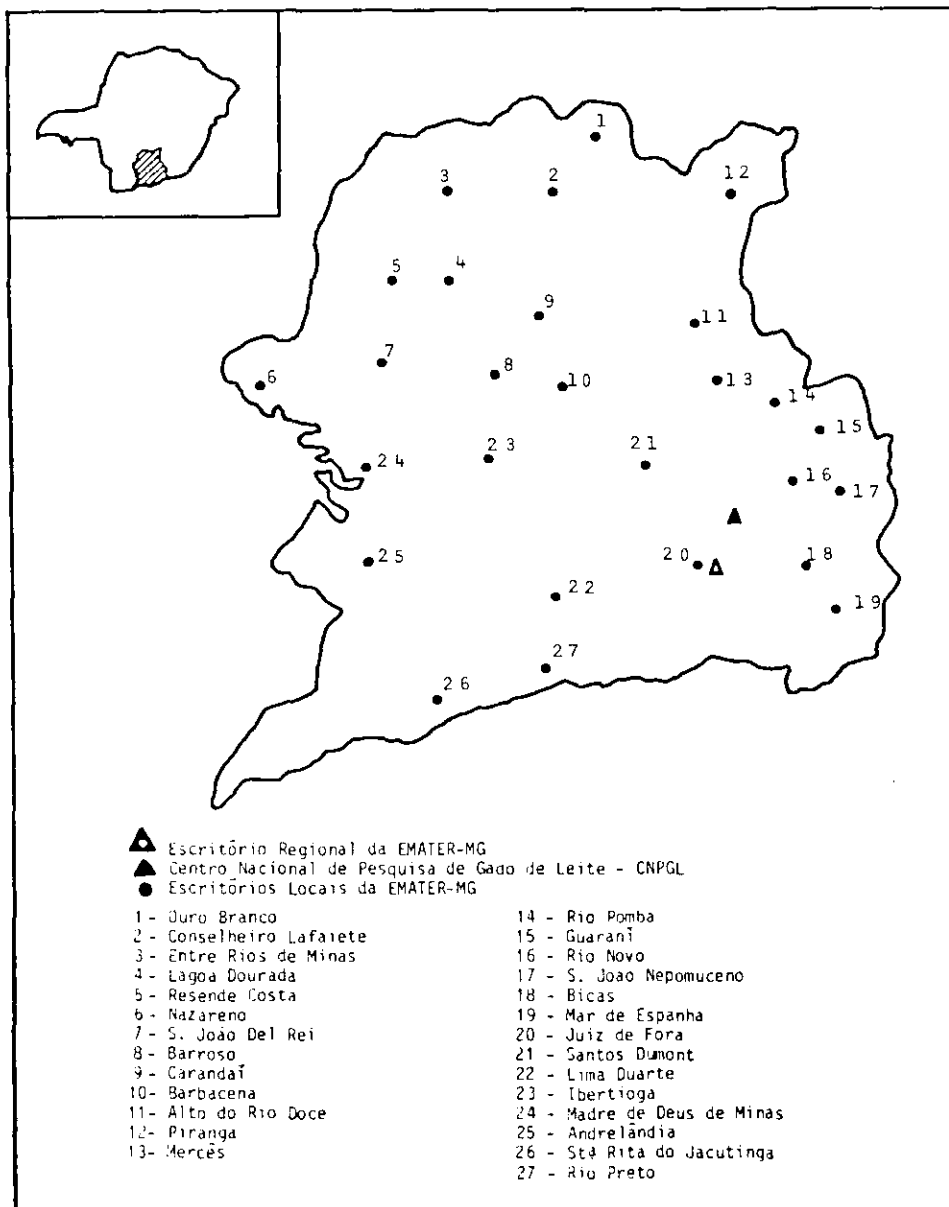 1
12
3
2
5
4
9
11
7
6
8
10
13
14
15
24
23
21
16
17
25
20
18
22
19
27
26
Escritório Regional da EMATER-MG
Centro Nacional de Pesquisa de Gado de Leite - CNPGL
Escritórios Locais da EMATER-MG
1 - Ouro Branco
2 - Conselheiro Lafaiete
3 - Entre Rios de Minas
4 - Lagoa Dourada
5 - Resende Costa
6 - Nazareno
7 - S. João Del Rei
8 - Barroso
9 - Carandaí
10- Barbacena
11- Alto do Rio Doce
12- Piranga
13- Mercês
14 - Rio Pomba
15 - Guaraní
16 - Rio Novo
17 - S. Joao Nepomuceno
18 - Bicas
19 - Mar de Espanha
20 - Juiz de Fora
21 - Santos Dumont
22 - Lima Duarte
23 - Ibertioga
24 - Madre de Deus de Minas
25 - Andrelândia
26 - Stª Rita do Jacutinga
27 - Rio Preto